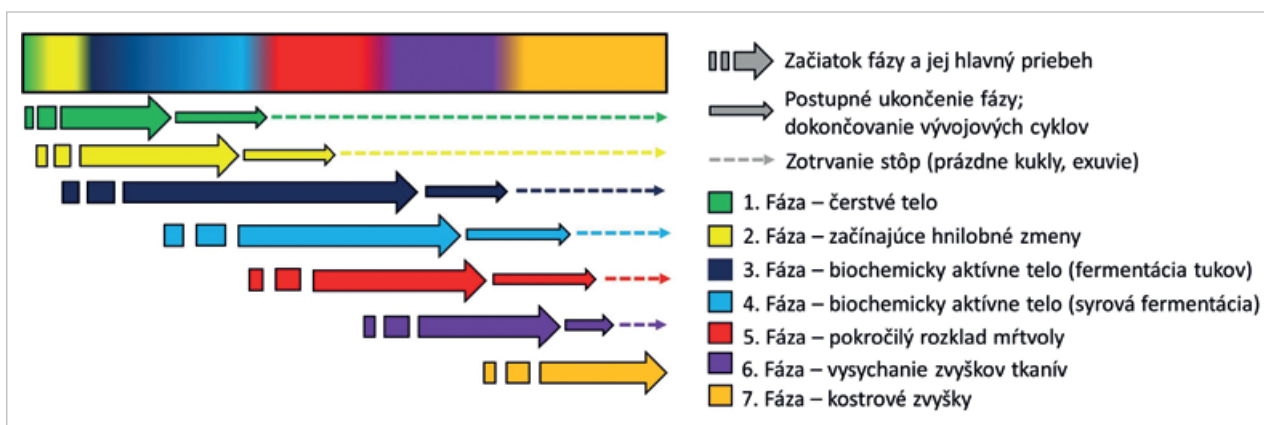 Začiatok fázy a jej hlavný priebeh
Postupné ukončenie fázy;
dokončovanie vývojových cyklov
Zotrvanie stôp (prázdne kukly, exuvie)
1. Fáza – čerstvé telo
2. Fáza – začínajúce hnilobné zmeny
3. Fáza – biochemicky aktívne telo (fermentácia tukov)
4. Fáza – biochemicky aktívne telo (syrová fermentácia)
5. Fáza – pokročilý rozklad mŕtvoly
6. Fáza – vysychanie zvyškov tkanív
7. Fáza – kostrové zvyšky